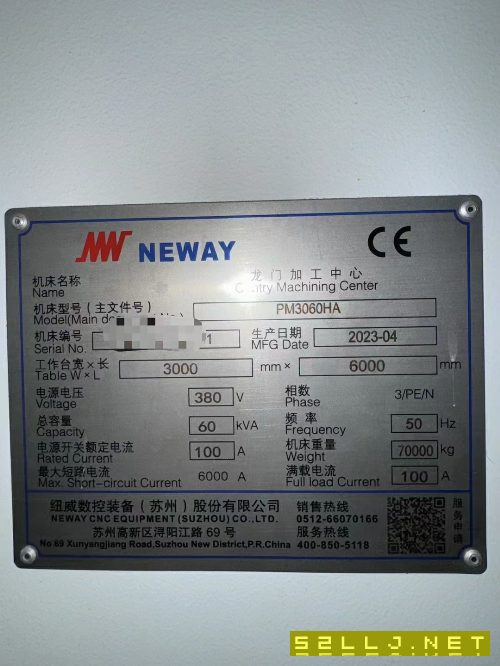 NEWAY
CE
机床名称 龙门加工中心
Name Gantry Machining Center
机床型号(主文件号) PM3060HA
Model(Main
机床编号 1 生产日期 2023-04
Serial No. MFG Date
工作台宽×长 3000 mm× 6000 mm
Table W×L
电源电压 380 V 相数 3/PE/N
Voltage Phase
总容量 60 kVA 频率 50 Hz
Capacity Frequency
电源开关额定电流 100 A 机床重量 70000 kg
Rated Current Weight
最大短路电流 6000 A 满载电流 100 A
Max. Short-circuit Current Full load Current
纽威数控装备(苏州)股份有限公司 销售热线
NEWAY CNC EQUIPMENT (SUZHOU) CO.,LTD. 0512-66070166
苏州高新区浔阳江路 69 号 服务热线
No.69 Xunyangjiang Road,Suzhou New District,P.R.China 400-850-5118
服务申请
52LLJ.NET